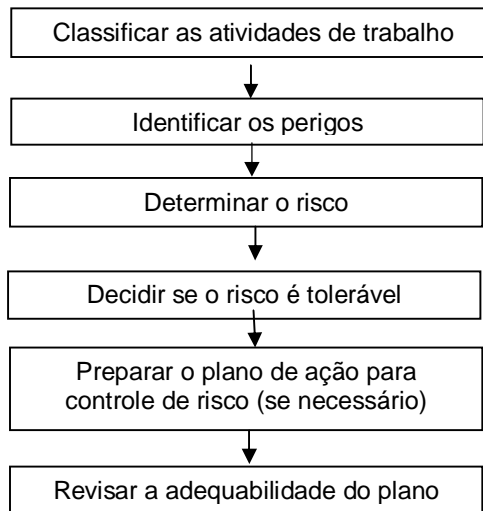 Classificar as atividades de trabalho
Identificar os perigos
Determinar o risco
Decidir se o risco é tolerável
Preparar o plano de ação para
controle de risco (se necessário)
Revisar a adequabilidade do plano